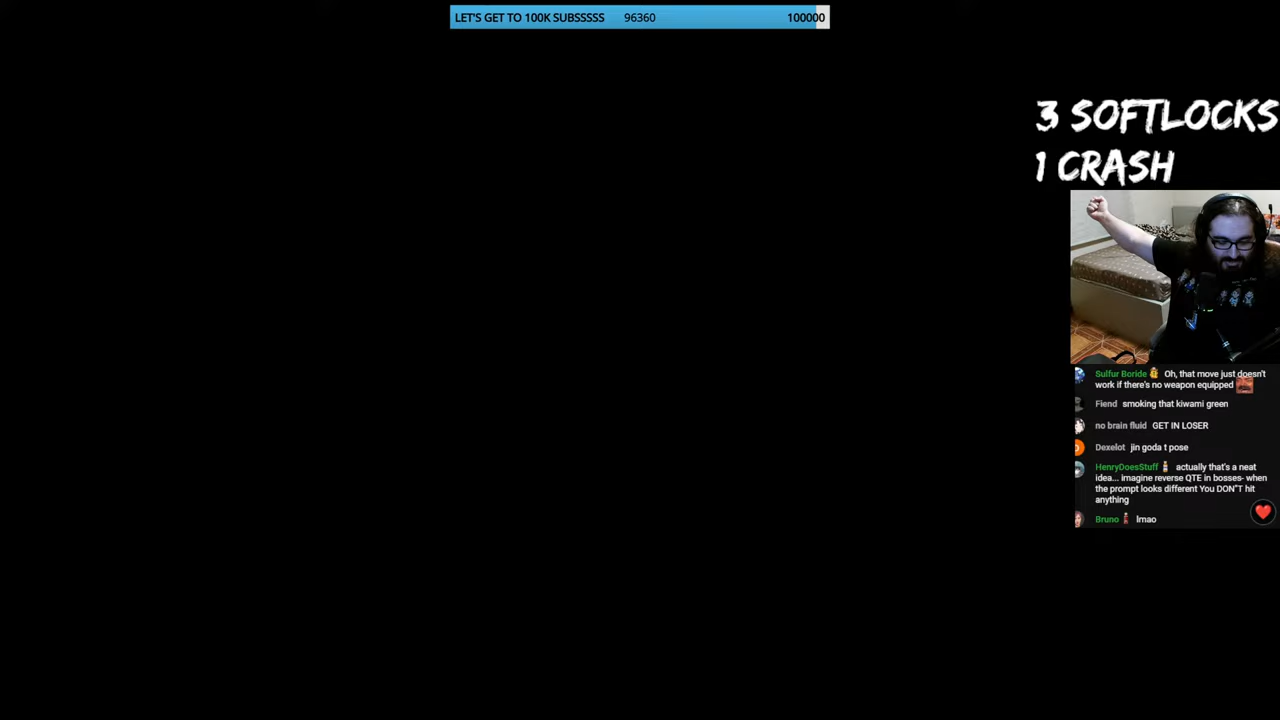 LET'S GET TO 100K SUBSSSSS 96360 100000
3 SOFTLOCKS
1 CRASH
Sulfur Boride Oh, that move just doesn't
work if there's no weapon equipped
Fiend smoking that kiwami green
no brain fluid GET IN LOSER
Dexelot jin goda t pose
HenryDoesStuff actually that's a neat
idea... imagine reverse QTE in bosses- when
the prompt looks different You DON"T hit
anything
Bruno lmao